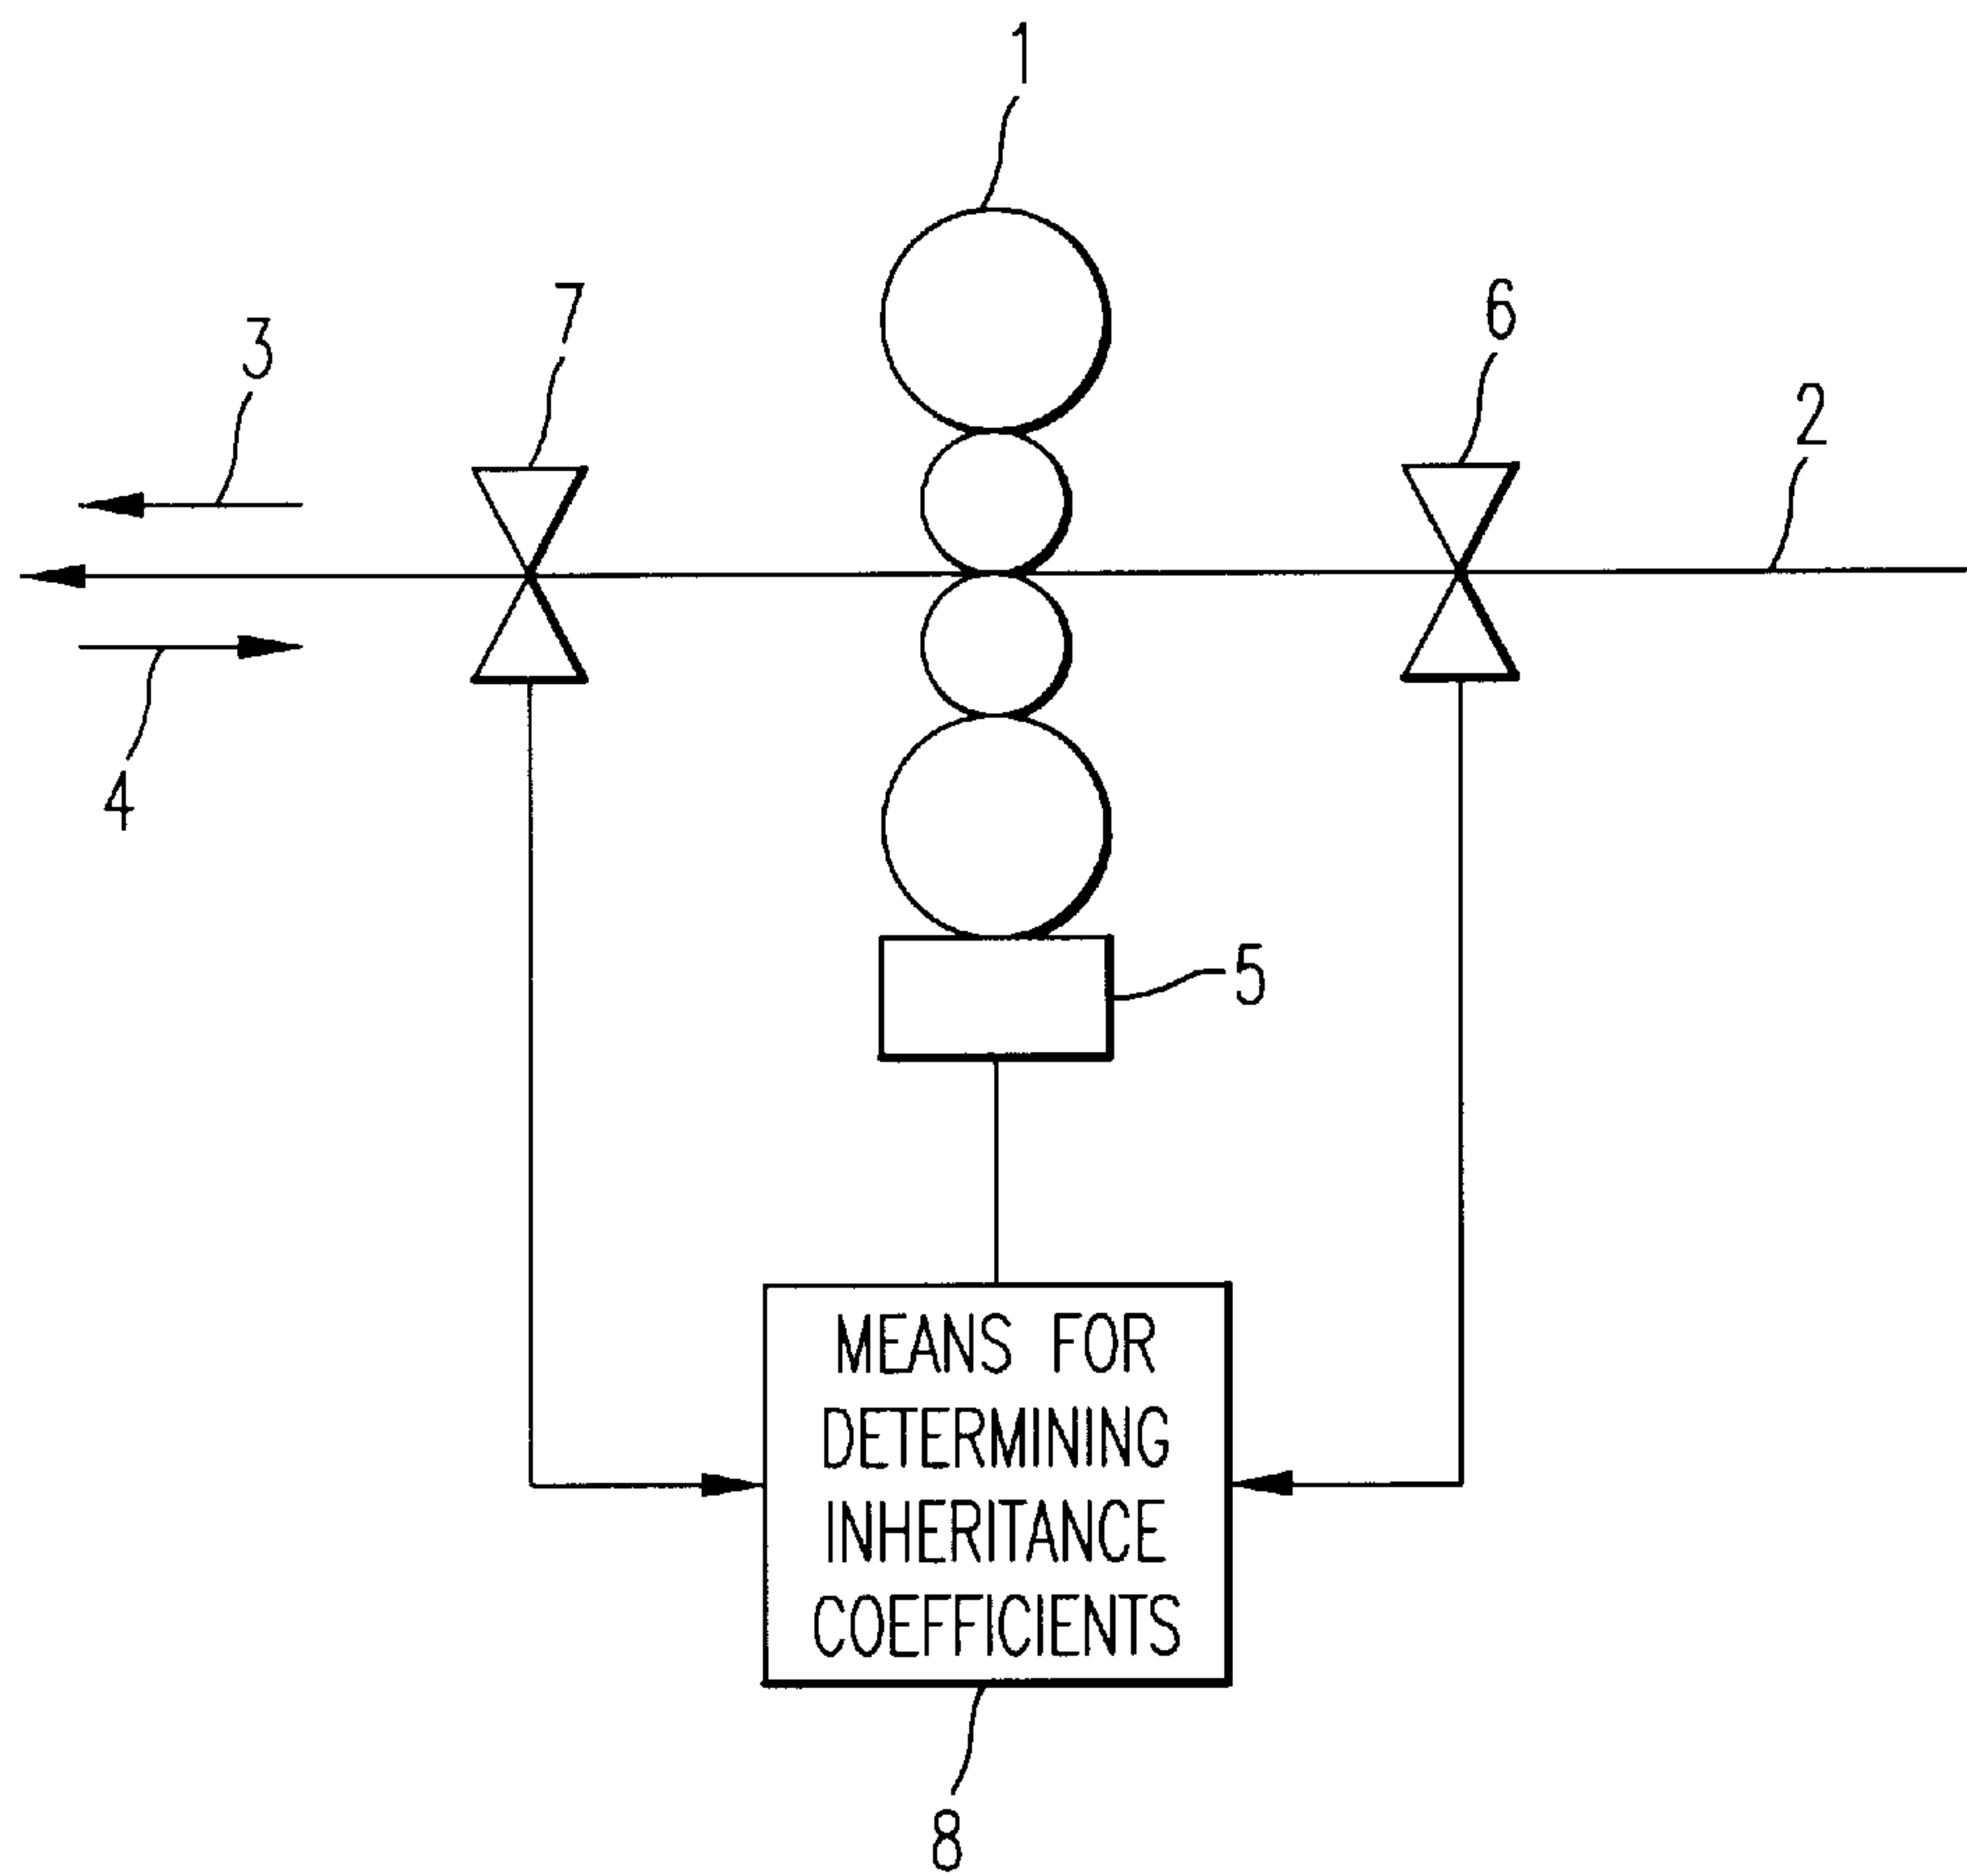 1
7
6
3
2
4
5
MEANS FOR
DETERMINING
INHERITANCE
COEFFICIENTS
8